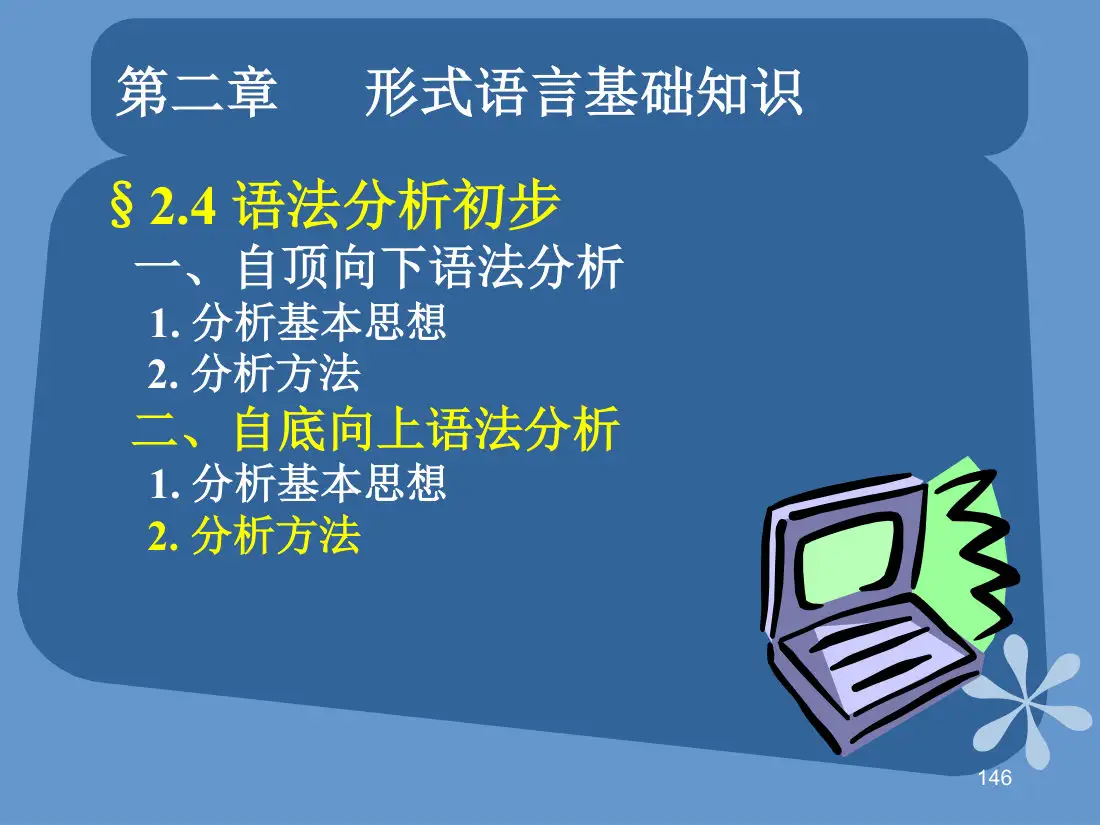 第二章 形式语言基础知识
§ 2.4 语法分析初步
一、自顶向下语法分析
1. 分析基本思想
2. 分析方法
二、自底向上语法分析
1. 分析基本思想
2. 分析方法
146